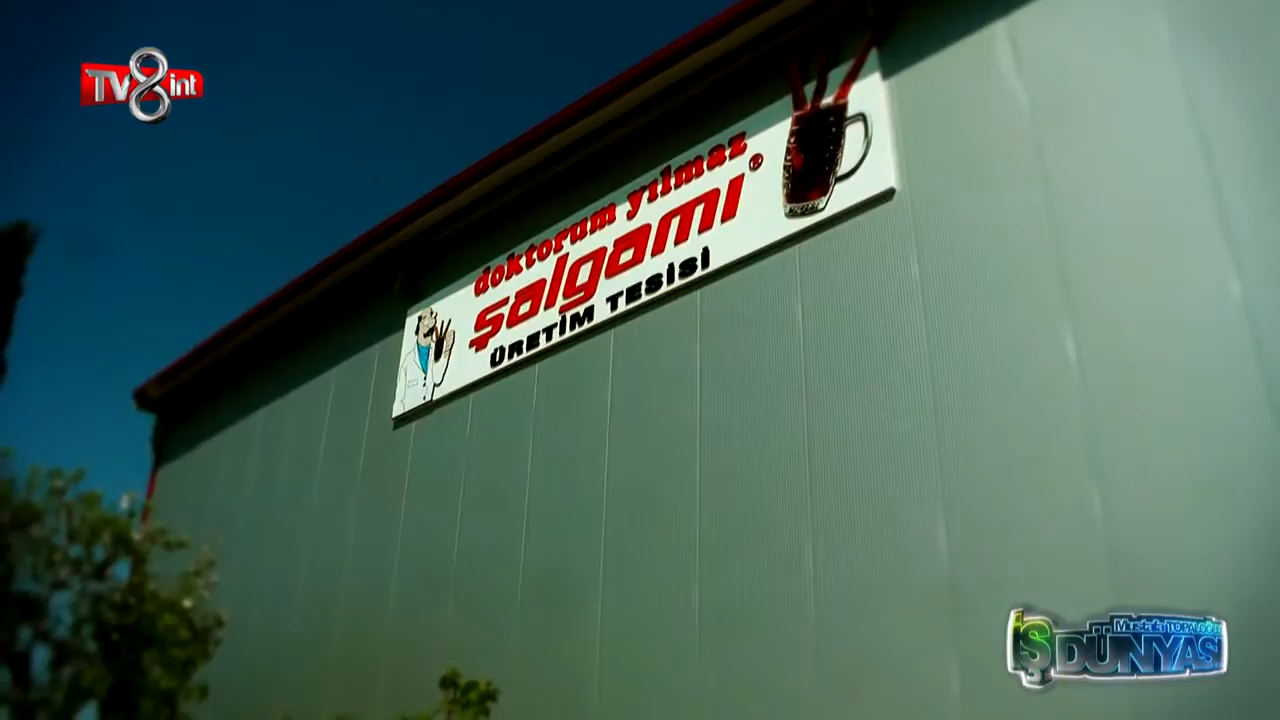 TV8int
doktorum yılmaz
şalgamı®
ÜRETİM TESİSİ
Mustafa TOPALOĞLU
İŞ DÜNYASI